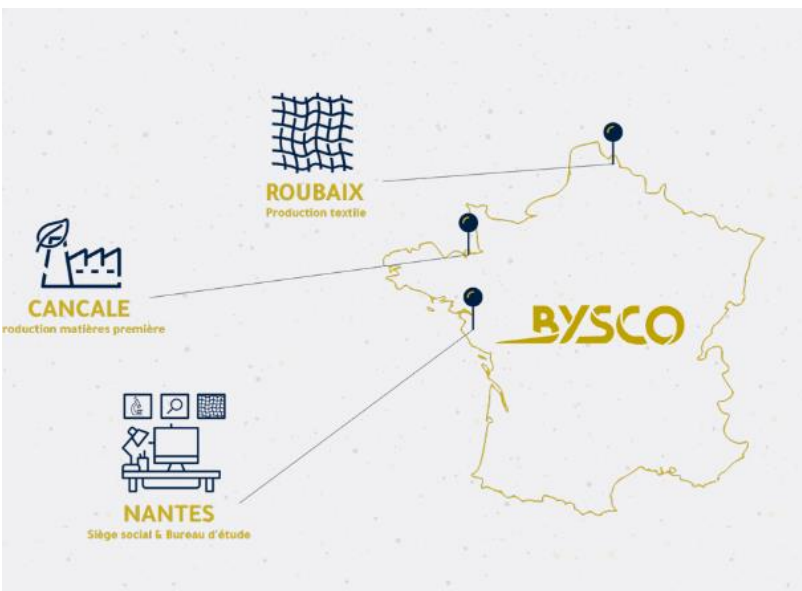 ROUBAIX
Production textile
CANCALE
roduction matières première
BYSCO
NANTES
Siège social & Bureau d'étude